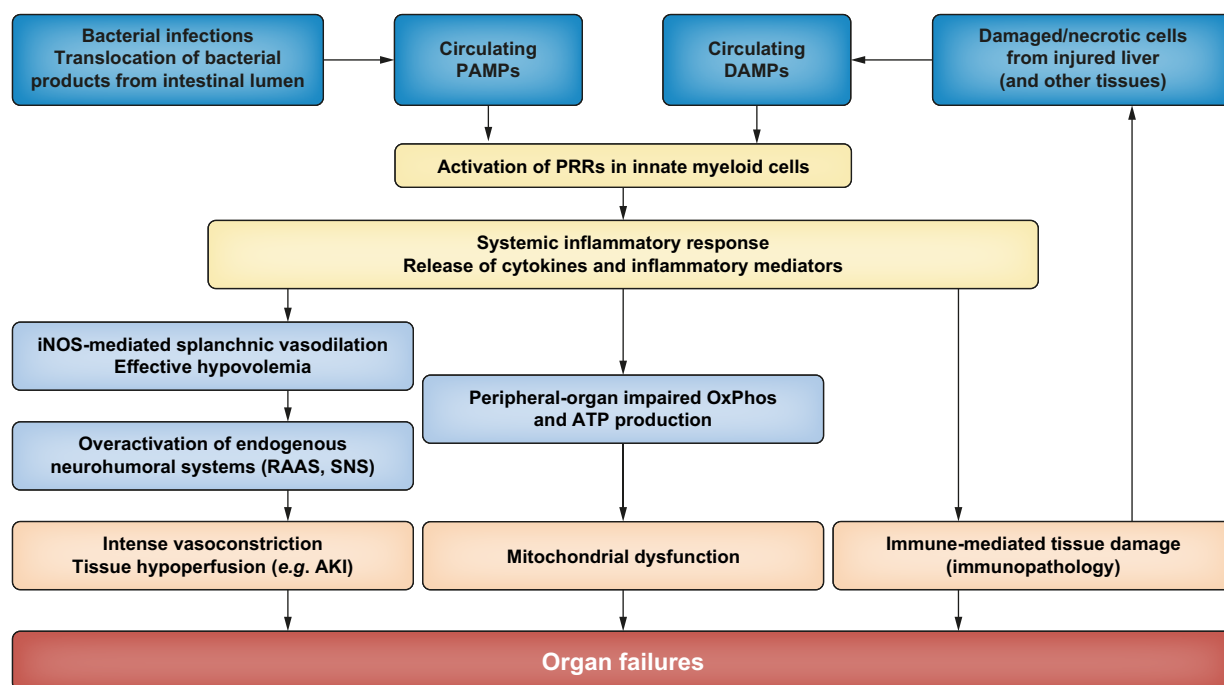 Bacterial infections
Translocation of bacterial
products from intestinal lumen
Circulating
PAMPs
Circulating
DAMPs
Damaged/necrotic cells
from injured liver
(and other tissues)
Activation of PRRs in innate myeloid cells
Systemic inflammatory response
Release of cytokines and inflammatory mediators
iNOS-mediated splanchnic vasodilation
Effective hypovolemia
Peripheral-organ impaired OxPhos
and ATP production
Overactivation of endogenous
neurohumoral systems (RAAS, SNS)
Intense vasoconstriction
Tissue hypoperfusion (e.g. AKI)
Mitochondrial dysfunction
Immune-mediated tissue damage
(immunopathology)
Organ failures